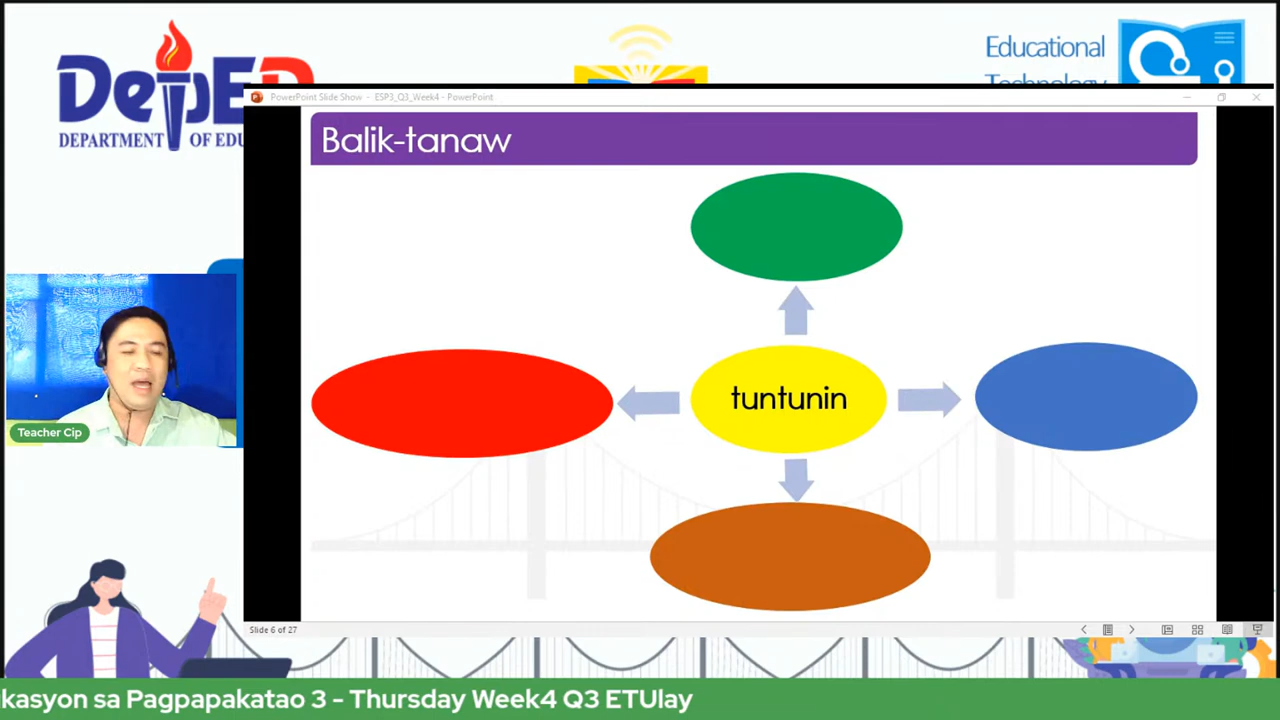 DepED
DEPARTMENT OF EDU
Educational
Technology
PowerPoint Slide Show - ESP3_Q3_Week4 - PowerPoint
Balik-tanaw
tuntunin
Teacher Cip
Slide 6 of 27
kasyon sa Pagpapakatao 3 - Thursday Week4 Q3 ETUlay